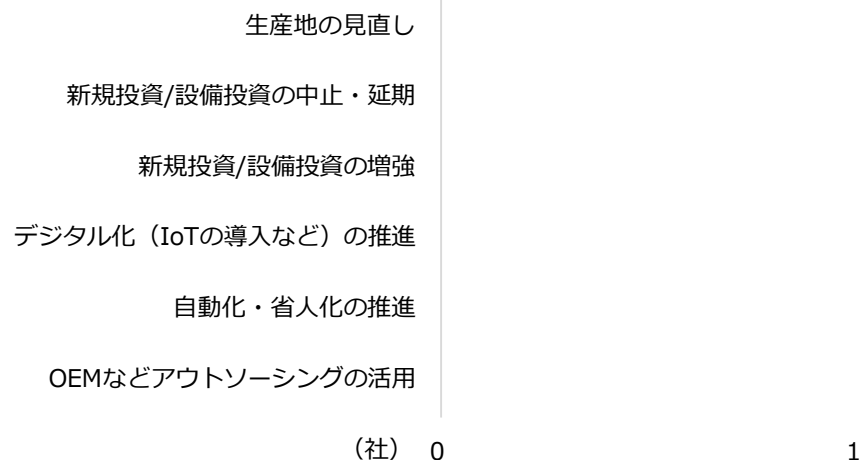 生産地の見直し
新規投資/設備投資の中止・延期
新規投資/設備投資の増強
デジタル化（IoTの導入など）の推進
自動化・省人化の推進
OEMなどアウトソーシングの活用
（社） 0 1